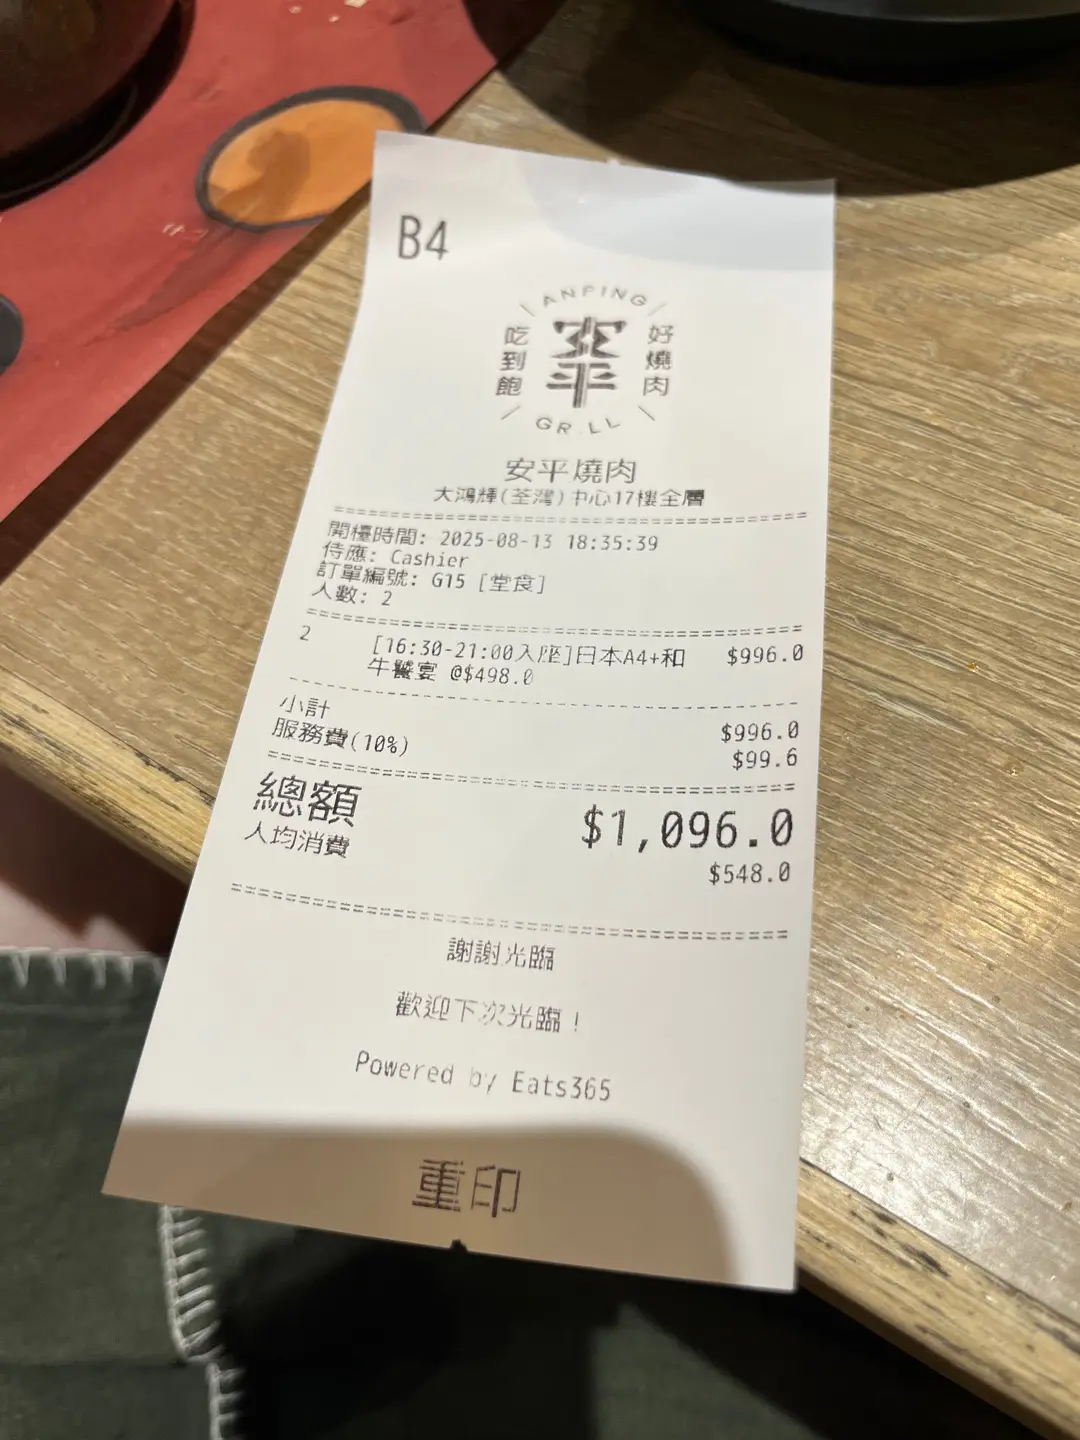 B4
ANPING
吃到飽
安平
好燒肉
GRILL
安平燒肉
大鴻輝(荃灣)中心17樓全層
開檯時間: 2025-08-13 18:35:39
侍應: Cashier
訂單編號: G15 [堂食]
人數: 2
2 [16:30-21:00入座]日本A4+和 $996.0
牛饗宴 @$498.0
小計 $996.0
服務費(10%) $99.6
總額 $1,096.0
人均消費 $548.0
謝謝光臨
歡迎下次光臨！
Powered by Eats365
重印